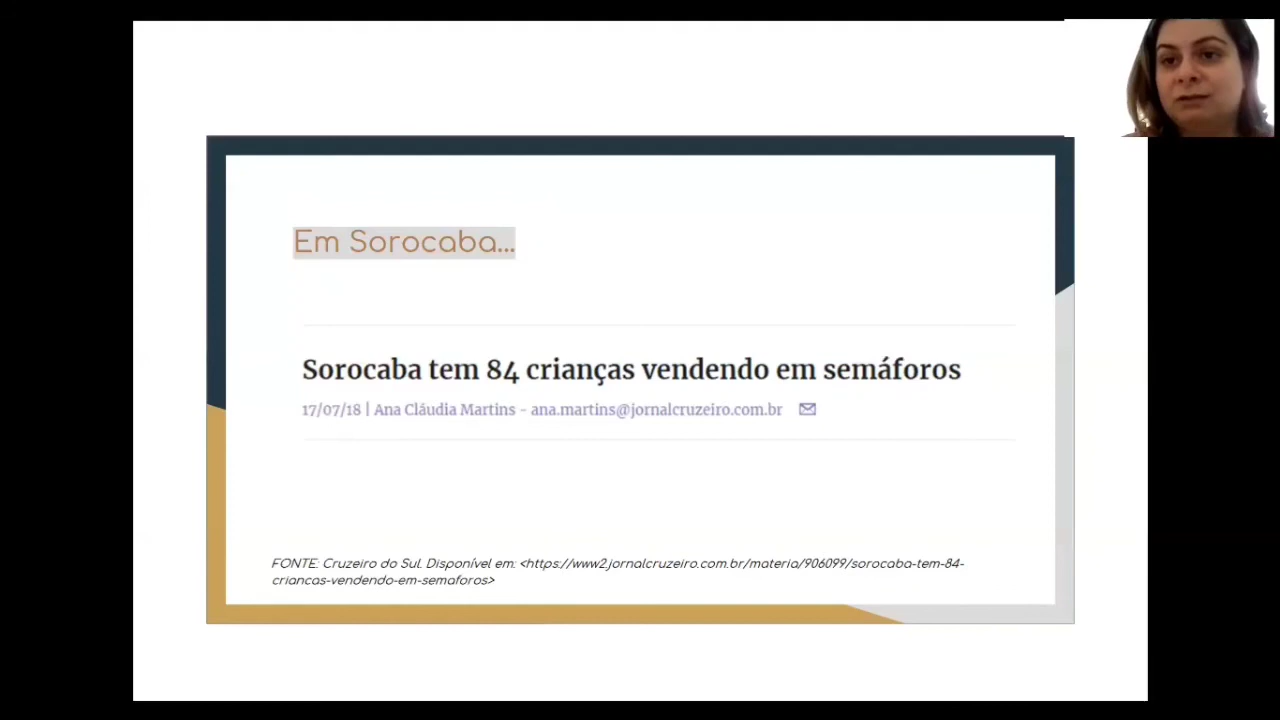 Em Sorocaba...
Sorocaba tem 84 crianças vendendo em semáforos
17/07/18 | Ana Cláudia Martins - ana.martins@jornalcruzeiro.com.br
FONTE: Cruzeiro do Sul. Disponível em: <https://www2.jornalcruzeiro.com.br/materia/906099/sorocaba-tem-84-
criancas-vendendo-em-semaforos>